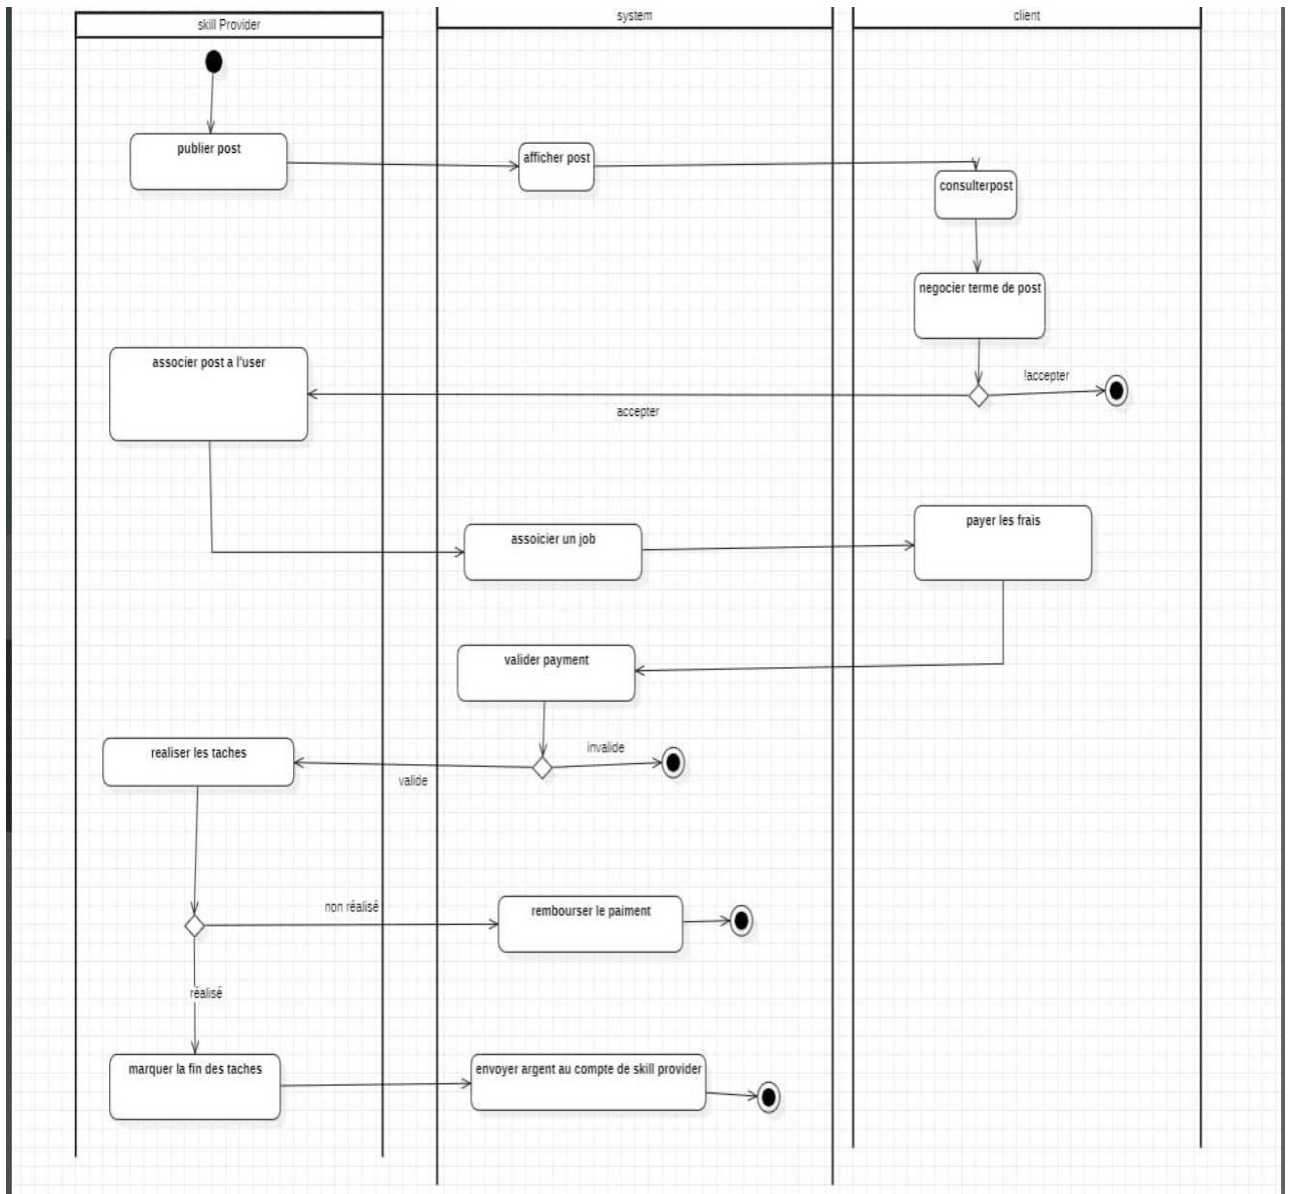 skill Provider
system
client
publier post
afficher post
consulterpost
negocier terme de post
associer post a l'user
!accepter
accepter
payer les frais
assoicier un job
valider payment
realiser les taches
invalide
valide
non réalisé
rembourser le paiment
réalisé
marquer la fin des taches
envoyer argent au compte de skill provider